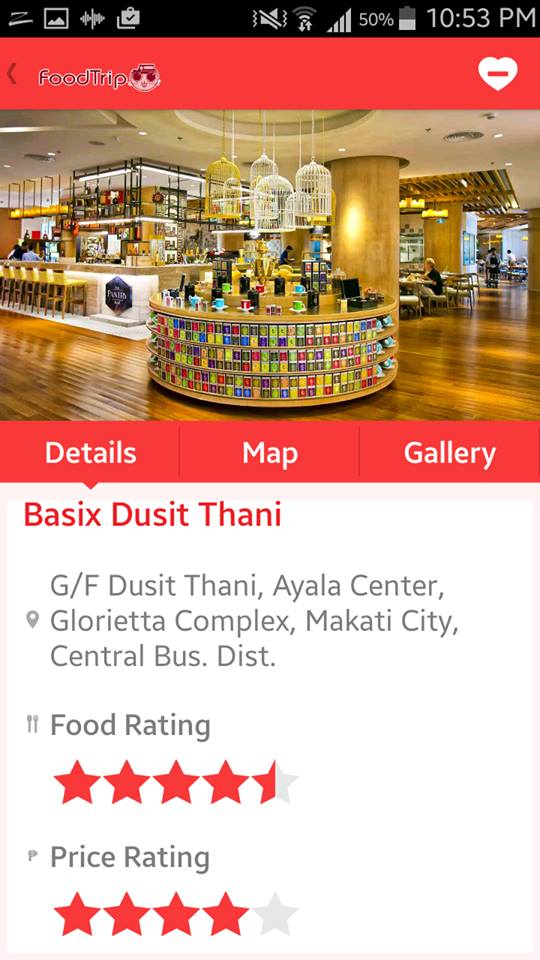 50% 10:53 PM
FoodTrip
THE
PANTRY
Details Map Gallery
Basix Dusit Thani
G/F Dusit Thani, Ayala Center,
Glorietta Complex, Makati City,
Central Bus. Dist.
Food Rating
Price Rating